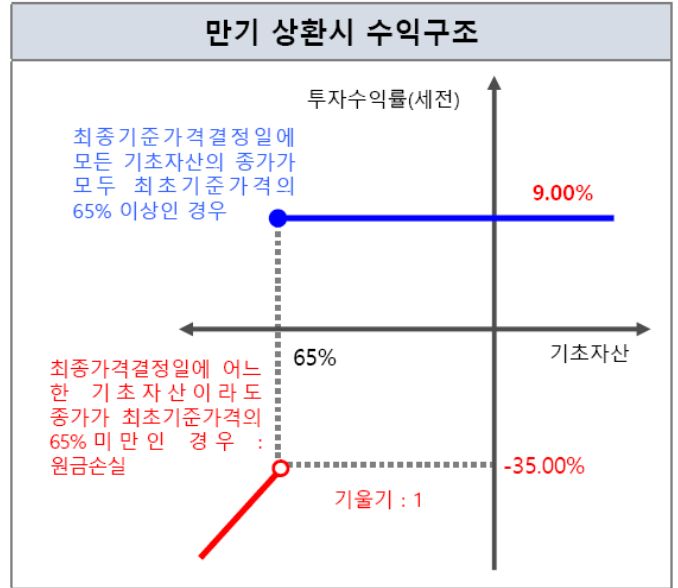 만기 상환시 수익구조
투자수익률(세전)
최종기준가격결정일에
모든 기초자산의 종가가
모두 최초기준가격의
65% 이상인 경우
9.00%
65%
기초자산
최종가격결정일에 어느
한 기초자산이라도
종가가 최초기준가격의
65%미만인 경우 :
원금손실
-35.00%
기울기 : 1